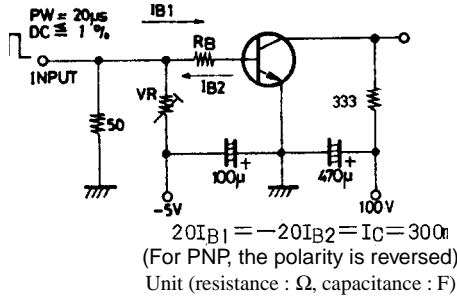 PW = 20µs
DC ≦ 1 %
IB1
INPUT
RB
IB2
VR
50
333
100µ
+
470µ
+
-5V
100V
20IB1=-20IB2=IC=300m
(For PNP, the polarity is reversed)
Unit (resistance : Ω, capacitance : F)